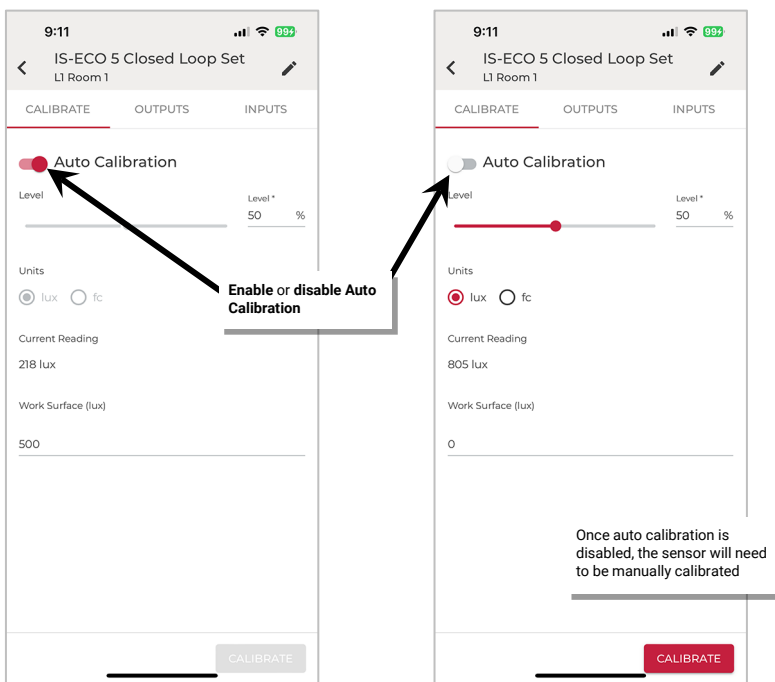 9:11
99
IS-ECO 5 Closed Loop Set
L1 Room 1
CALIBRATE OUTPUTS INPUTS
Auto Calibration
Level
Level *
50 %
Units
lux fc
Current Reading
218 lux
Work Surface (lux)
500
CALIBRATE
Enable or disable Auto
Calibration
9:11
99
IS-ECO 5 Closed Loop Set
L1 Room 1
CALIBRATE OUTPUTS INPUTS
Auto Calibration
Level
Level *
50 %
Units
lux fc
Current Reading
805 lux
Work Surface (lux)
0
Once auto calibration is
disabled, the sensor will need
to be manually calibrated
CALIBRATE